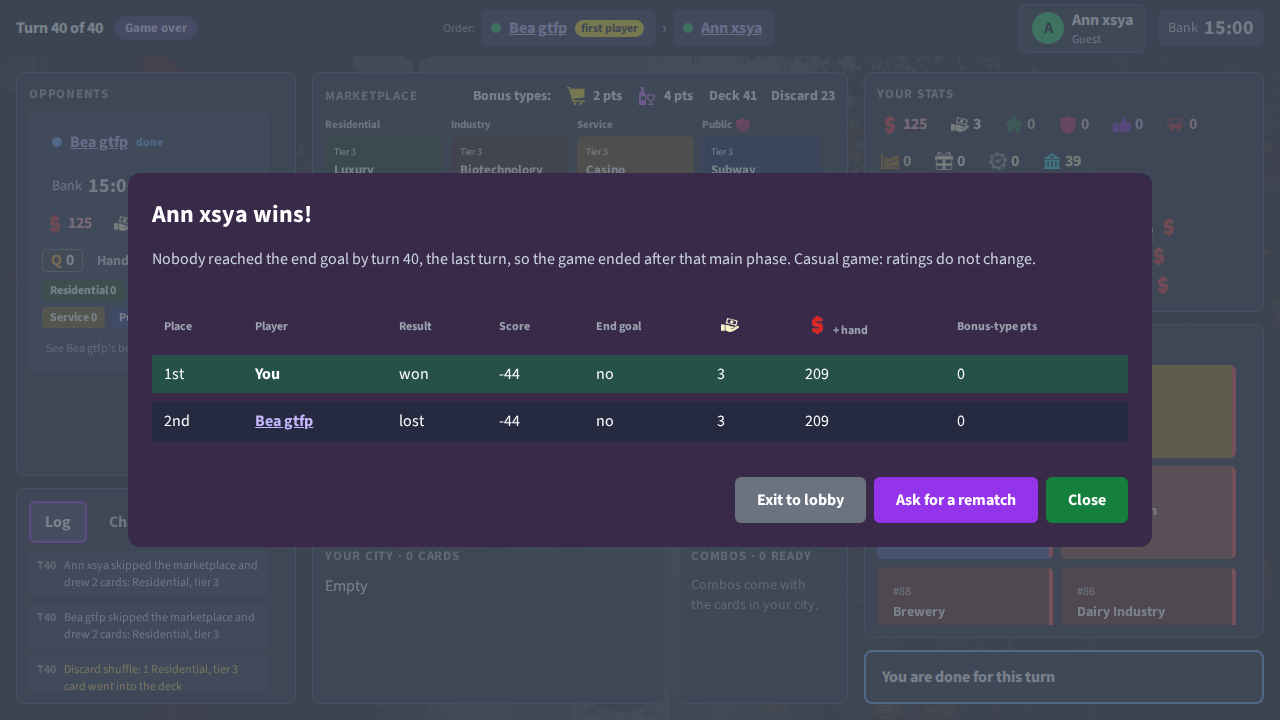 Turn 40 of 40
Game over
Order:
Bea gtfp
first player
›
Ann xsya
A
Ann xsya
Guest
Bank 15:00
OPPONENTS
Bea gtfp done
Bank
125
Q 0
Hand
Residential 0
Service 0
MARKETPLACE
Bonus types:
2 pts
4 pts
Deck 41
Discard 23
Residential
Industry
Service
Public
Tier 3
Luxury
Tier 3
Biotechnology
Tier 3
Casino
Tier 3
Subway
YOUR STATS
125
3
0
0
0
0
0
0
0
39
Ann xsya wins!
Nobody reached the end goal by turn 40, the last turn, so the game ended after that main phase. Casual game: ratings do not change.
Place Player Result Score End goal + hand Bonus-type pts
1st You won -44 no 3 209 0
2nd Bea gtfp lost -44 no 3 209 0
Exit to lobby
Ask for a rematch
Close
Log
T40 Ann xsya skipped the marketplace and
drew 2 cards: Residential, tier 3
T40 Bea gtfp skipped the marketplace and
drew 2 cards: Residential, tier 3
T40 Discard shuffle: 1 Residential, tier 3
card went into the deck
YOUR CITY · 0 CARDS
Empty
COMBOS · 0 READY
Combos come with
the cards in your city.
#88
Brewery
#86
Dairy Industry
You are done for this turn